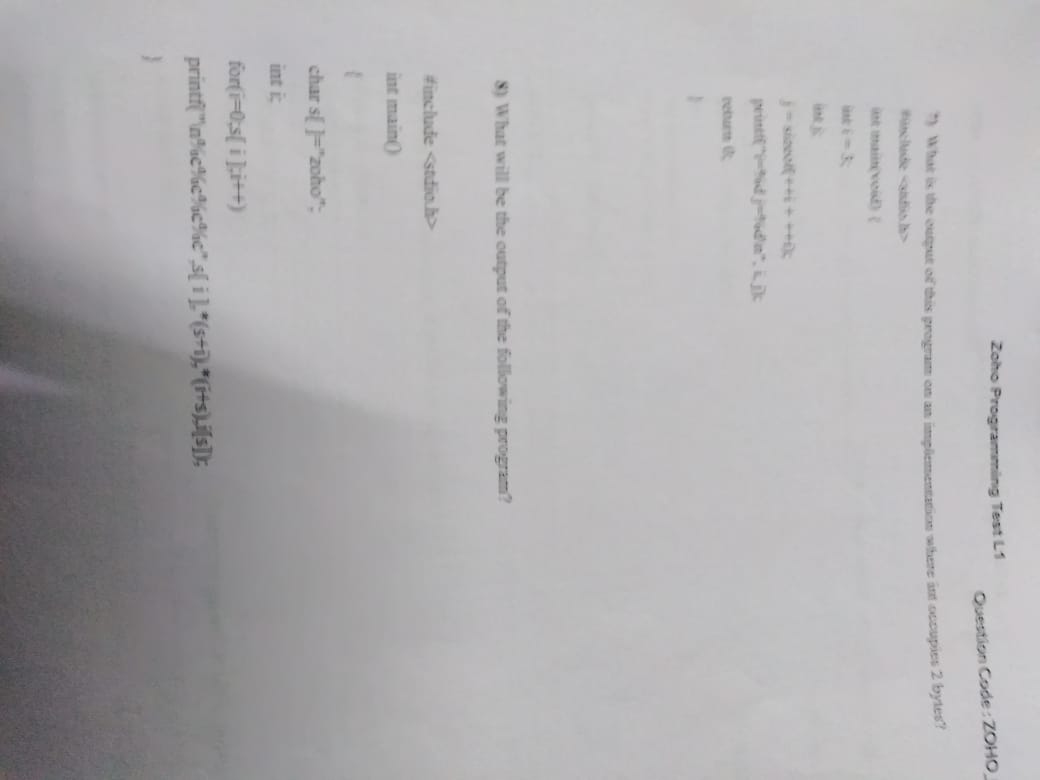 Zoho Programming Test L1 Question Code : ZOHO
7) What is the output of this program on an implementation where int occupies 2 bytes?
#include <stdio.h>
int main(void) {
int i = 3;
int j;
j = sizeof(++i + ++i);
printf("i=%d j=%d\n", i, j);
return 0;
}
8) What will be the output of the following program?
#include <stdio.h>
int main()
{
char s[ ]="zoho";
int i;
for(i=0;s[ i ];i++)
printf("\n%c%c%c%c",s[ i ],*(s+i),*(i+s),i[s]);
}